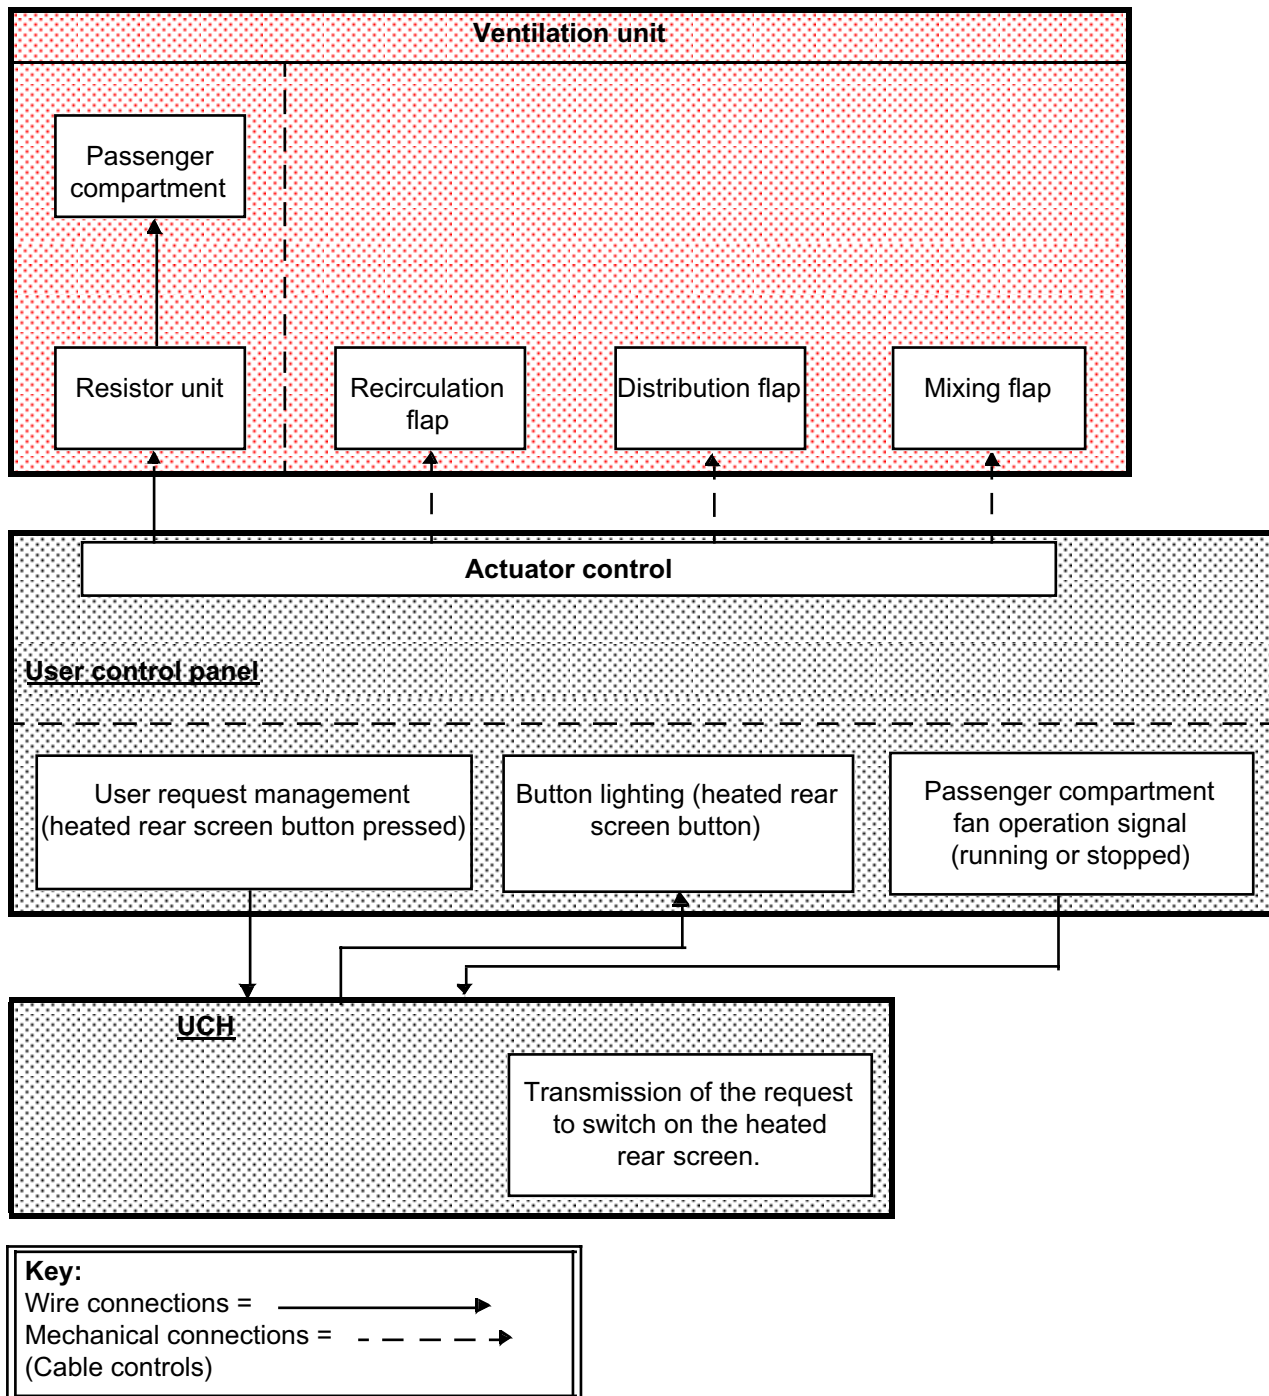 Ventilation unit
Passenger
compartment
Resistor unit
Recirculation
flap
Distribution flap
Mixing flap
Actuator control
User control panel
User request management
(heated rear screen button pressed)
Button lighting (heated rear
screen button)
Passenger compartment
fan operation signal
(running or stopped)
UCH
Transmission of the request
to switch on the heated
rear screen.
Key:
Wire connections =
Mechanical connections =
(Cable controls)